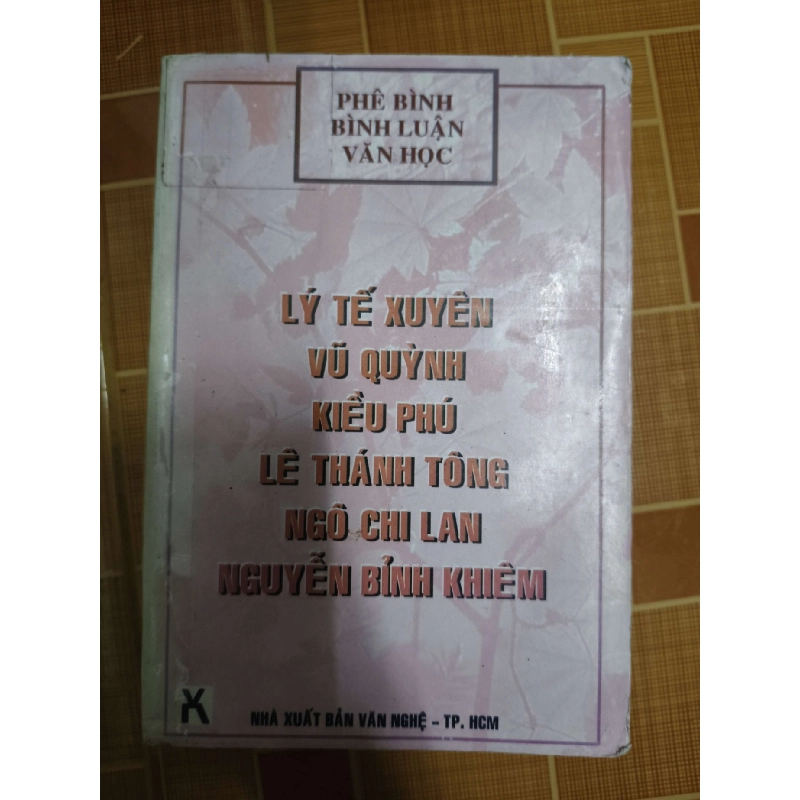 PHÊ BÌNH
BÌNH LUẬN
VĂN HỌC
LÝ TẾ XUYÊN
VŨ QUỲNH
KIỀU PHÚ
LÊ THÁNH TÔNG
NGÔ CHI LAN
NGUYỄN BỈNH KHIÊM
X
NHÀ XUẤT BẢN VĂN NGHỆ - TP. HCM